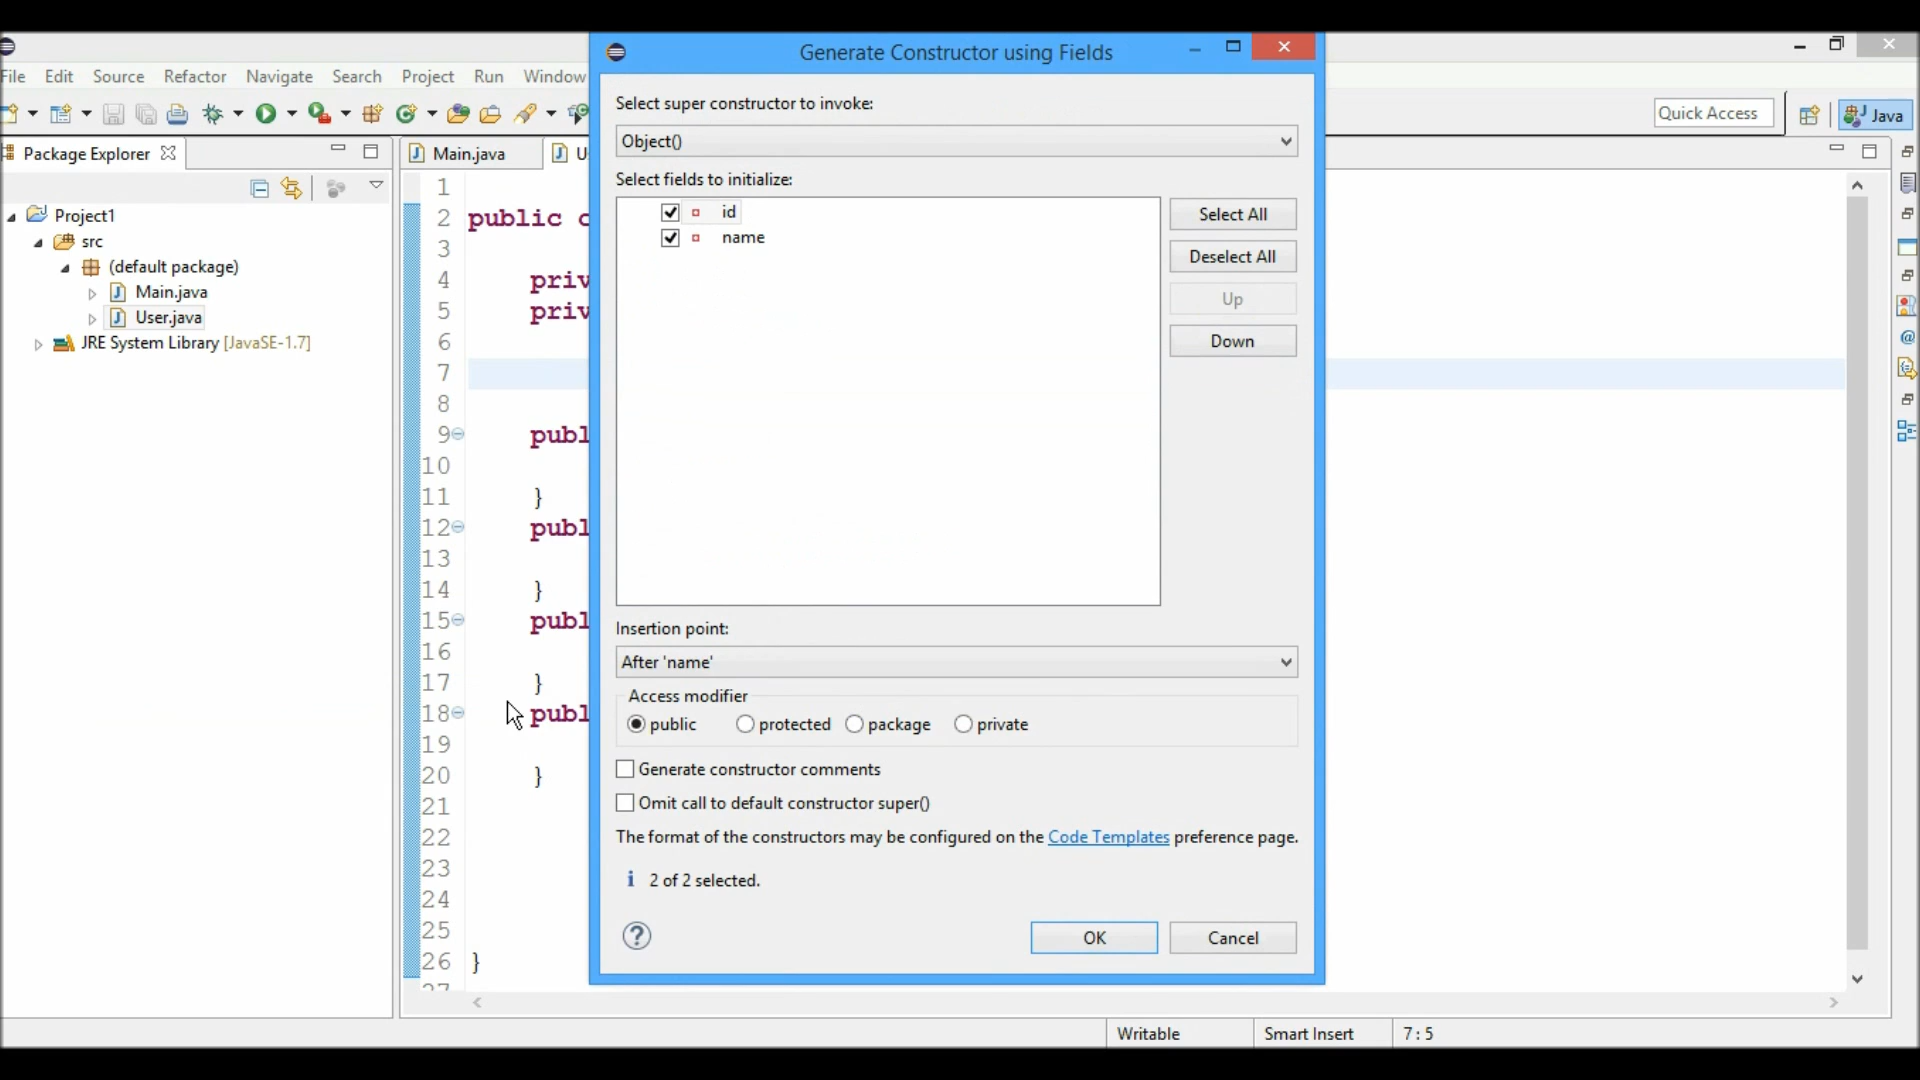 Generate Constructor using Fields
File Edit Source Refactor Navigate Search Project Run Window
Select super constructor to invoke:
Quick Access
Java
Object()
Package Explorer
Main.java
Select fields to initialize:
id
name
Select All
Deselect All
Up
Down
Project1
src
(default package)
Main.java
User.java
JRE System Library [JavaSE-1.7]
1
2 public c
3
4 priv
5 priv
6
7
8
9 publ
10
11 }
12 publ
13
14 }
15 publ
16
17 }
18 publ
19
20 }
21
22
23
24
25
26 }
27
Insertion point:
After 'name'
Access modifier
public protected package private
Generate constructor comments
Omit call to default constructor super()
The format of the constructors may be configured on the Code Templates preference page.
i 2 of 2 selected.
?
OK
Cancel
Writable
Smart Insert
7 : 5